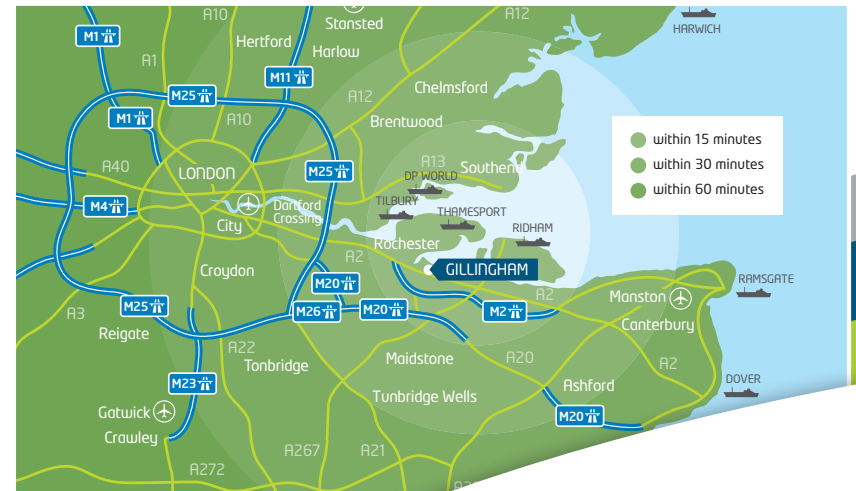 A10
A12
Stansted
HARWICH
M1
Hertford
A1
Harlow
M11
Chelmsford
M25
A12
M1
A10
Brentwood
within 15 minutes
within 30 minutes
within 60 minutes
A40
LONDON
M25
A13
Southend
DP WORLD
M4
City
Dartford
Crossing
TILBURY
THAMESPORT
RIDHAM
Rochester
A2
GILLINGHAM
Croydon
M20
RAMSGATE
A2
Manston
M25
M26
M20
M2
Canterbury
A3
Reigate
A22
Tonbridge
Maidstone
A20
A2
M23
Tunbridge Wells
Ashford
DOVER
Gatwick
M20
Crawley
A267
A21
A272